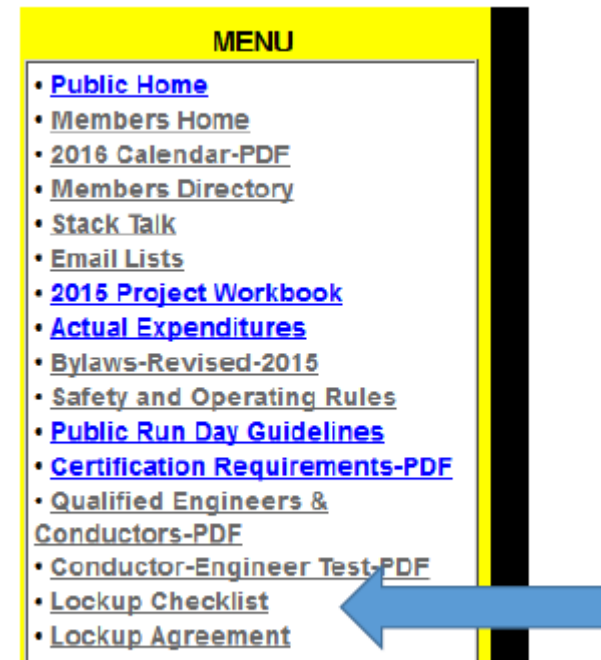 MENU
• Public Home
• Members Home
• 2016 Calendar-PDF
• Members Directory
• Stack Talk
• Email Lists
• 2015 Project Workbook
• Actual Expenditures
• Bylaws-Revised-2015
• Safety and Operating Rules
• Public Run Day Guidelines
• Certification Requirements-PDF
• Qualified Engineers &
Conductors-PDF
• Conductor-Engineer Test-PDF
• Lockup Checklist
• Lockup Agreement